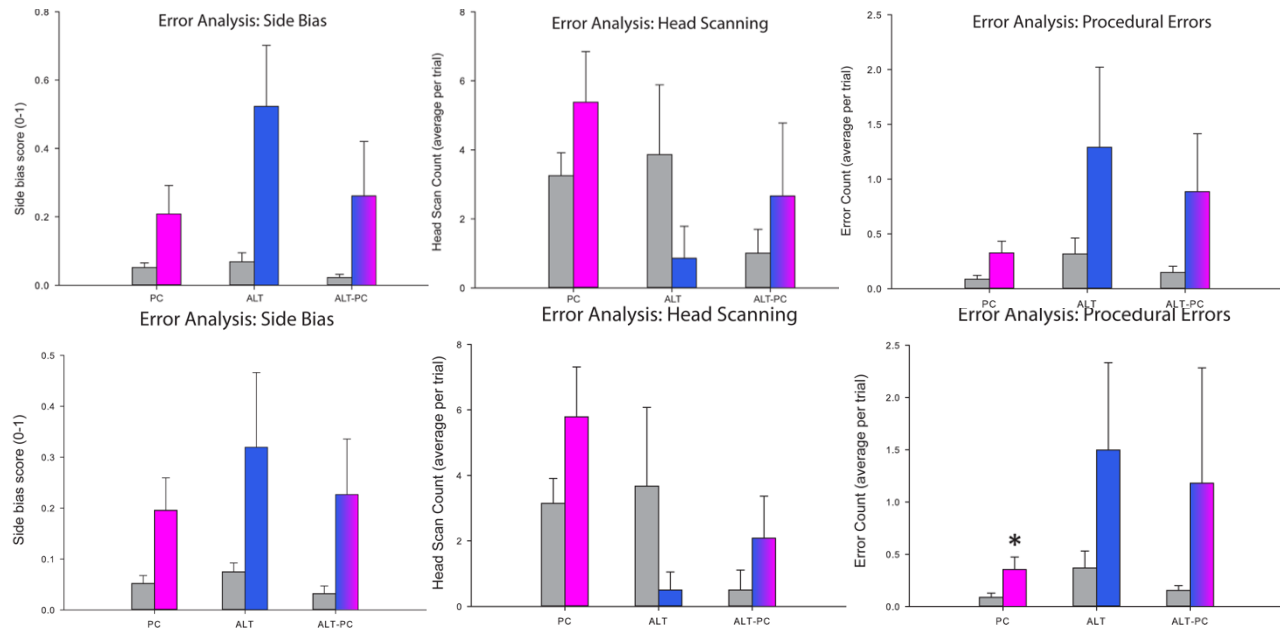 Error Analysis: Side Bias
Side bias score (0-1)
0.8
0.6
0.4
0.2
0.0
PC ALT ALT-PC
Error Analysis: Head Scanning
Head Scan Count (average per trial)
8
6
4
2
0
PC ALT ALT-PC
Error Analysis: Procedural Errors
Error Count (average per trial)
2.5
2.0
1.5
1.0
0.5
0.0
PC ALT ALT-PC
Error Analysis: Side Bias
Side bias score (0-1)
0.5
0.4
0.3
0.2
0.1
0.0
PC ALT ALT-PC
Error Analysis: Head Scanning
Head Scan Count (average per trial)
8
6
4
2
0
PC ALT ALT-PC
Error Analysis: Procedural Errors
Error Count (average per trial)
2.5
2.0
1.5
1.0
0.5
0.0
*
PC ALT ALT-PC